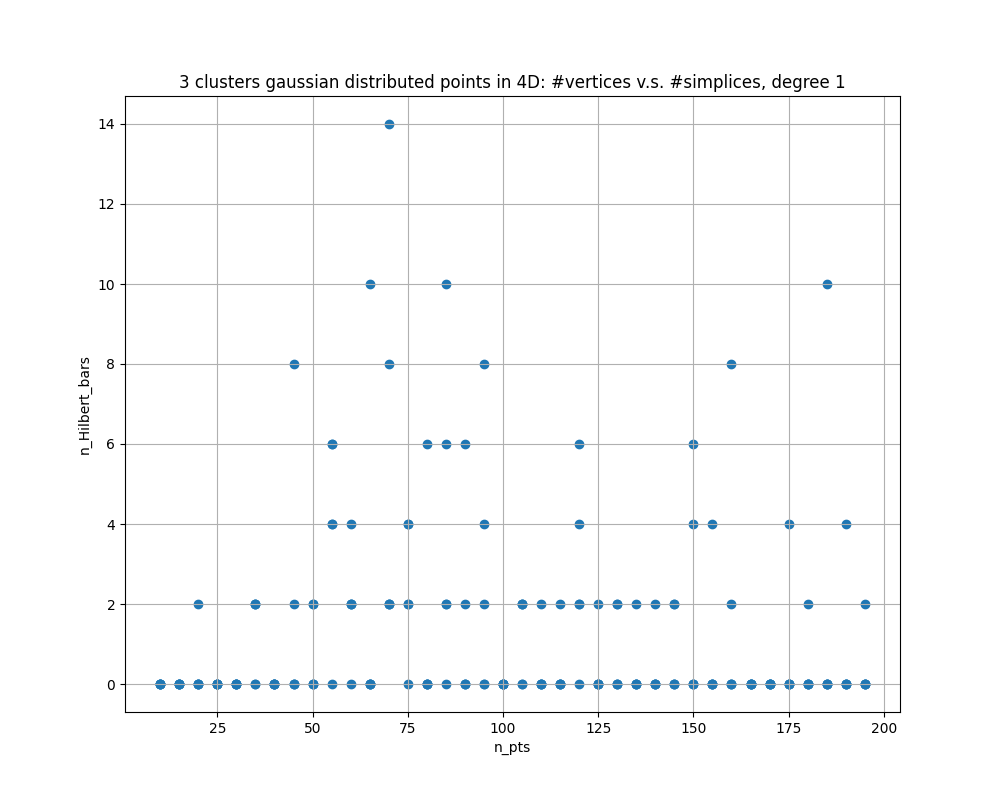 3 clusters gaussian distributed points in 4D: #vertices v.s. #simplices, degree 1
14
12
10
8
6
4
2
0
n_Hilbert_bars
25 50 75 100 125 150 175 200
n_pts